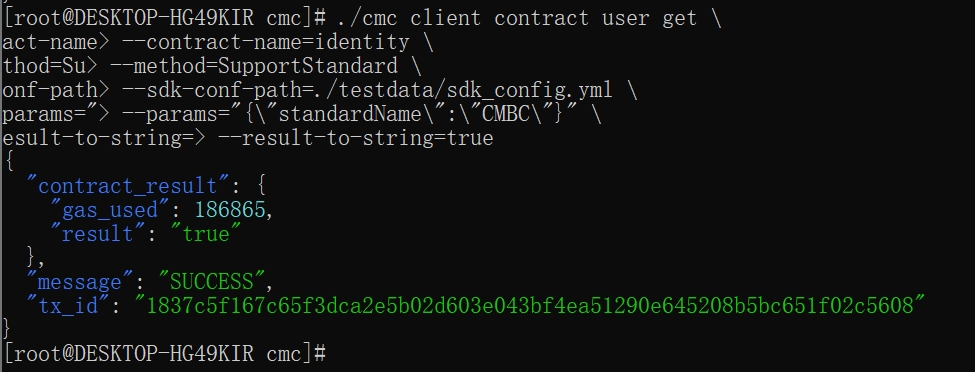 [root@DESKTOP-HG49KIR cmc]# ./cmc client contract user get \
act-name> --contract-name=identity \
thod=Su> --method=SupportStandard \
onf-path> --sdk-conf-path=./testdata/sdk_config.yml \
params="> --params="{\"standardName\":\"CMBC\"}" \
esult-to-string=> --result-to-string=true
{
  "contract_result": {
    "gas_used": 186865,
    "result": "true"
  },
  "message": "SUCCESS",
  "tx_id": "1837c5f167c65f3dca2e5b02d603e043bf4ea51290e645208b5bc651f02c5608"
}
[root@DESKTOP-HG49KIR cmc]#